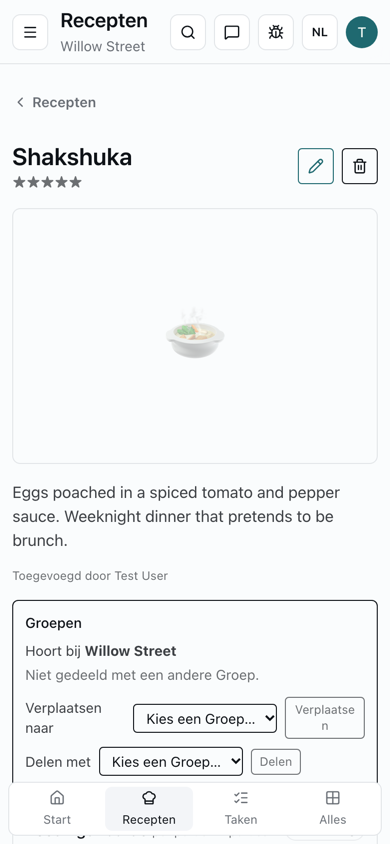 Recepten
Willow Street
NL
T
Recepten
Shakshuka
Eggs poached in a spiced tomato and pepper
sauce. Weeknight dinner that pretends to be
brunch.
Toegevoegd door Test User
Groepen
Hoort bij Willow Street
Niet gedeeld met een andere Groep.
Verplaatsen
naar
Kies een Groep...
Verplaatse
n
Delen met
Kies een Groep...
Delen
Start
Recepten
Taken
Alles